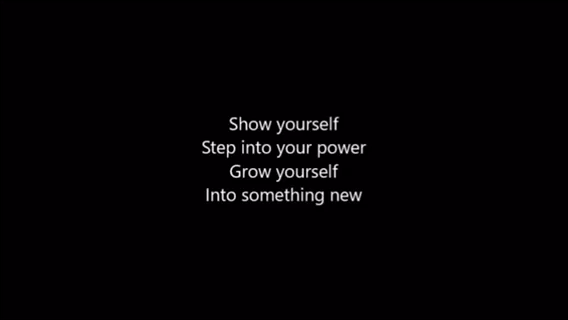 Show yourself
Step into your power
Grow yourself
Into something new